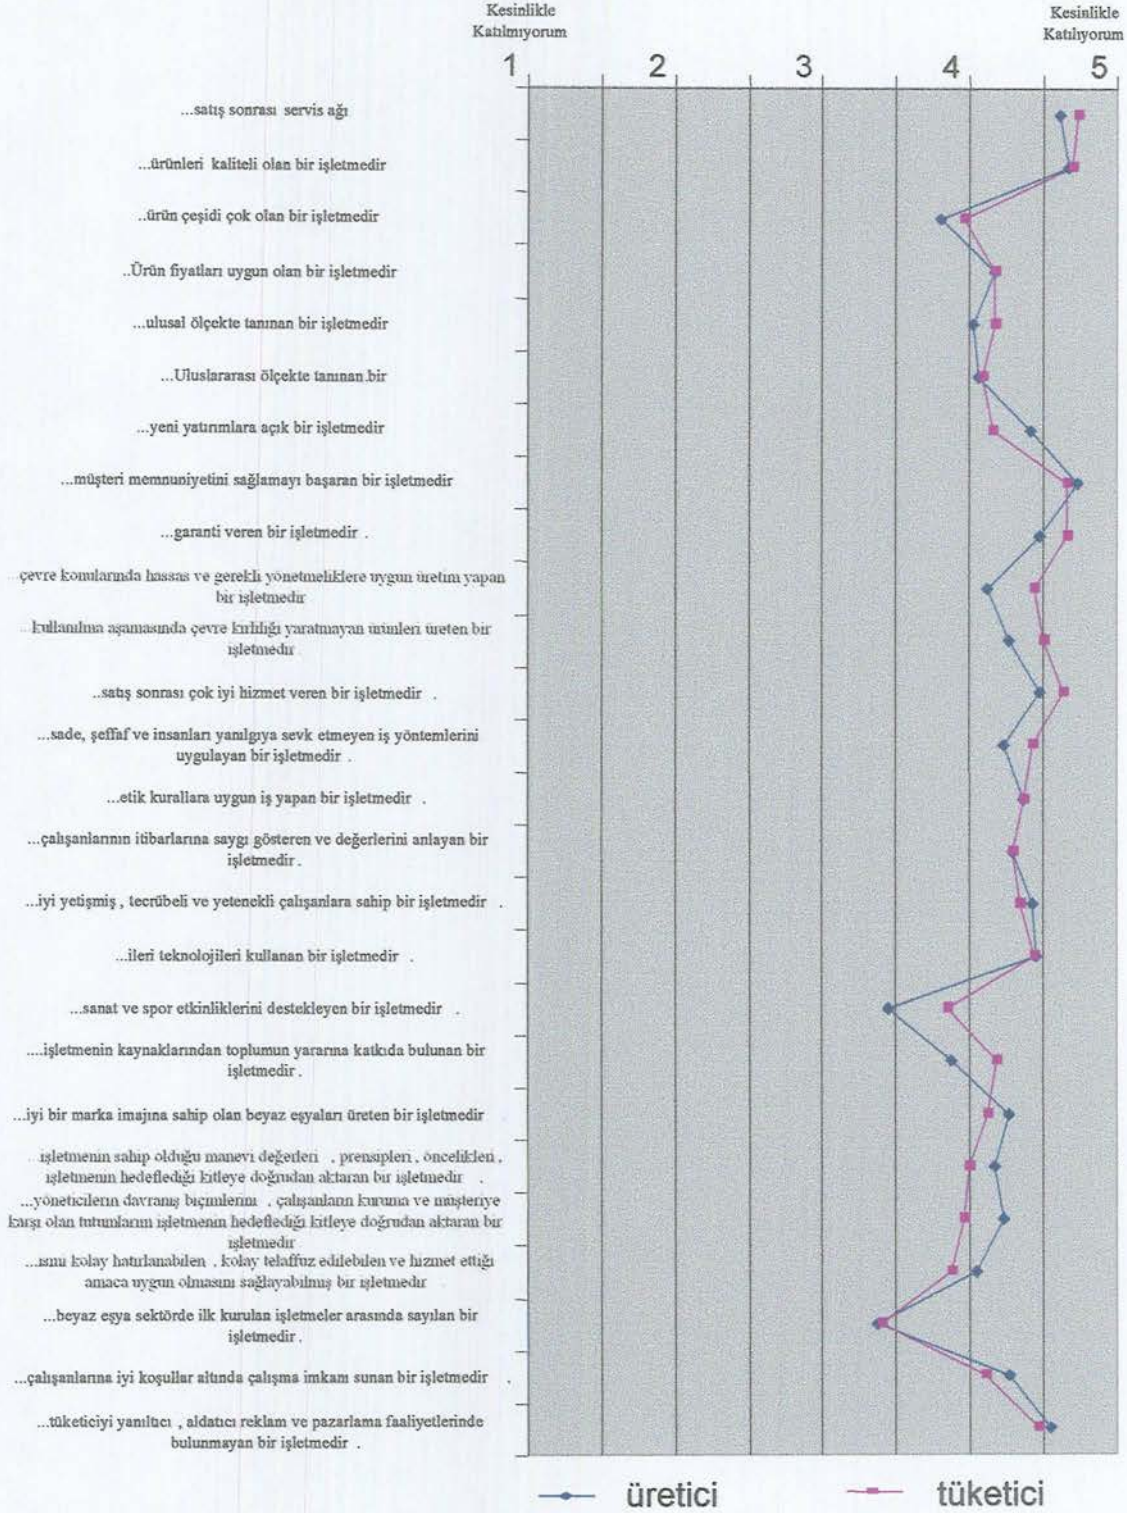 Kesinlikle
Katılmıyorum
Kesinlikle
Katılıyorum
1 2 3 4 5
...satış sonrası servis ağı
...ürünleri kaliteli olan bir işletmedir
..ürün çeşidi çok olan bir işletmedir
..Ürün fiyatları uygun olan bir işletmedir
...ulusal ölçekte tanınan bir işletmedir
...Uluslararası ölçekte tanınan.bir
...yeni yatırımlara açık bir işletmedir
...müşteri memnuniyetini sağlamayı başaran bir işletmedir
...garanti veren bir işletmedir .
çevre konularında hassas ve gerekli yönetmeliklere uygun üretim yapan
bir işletmedir
kullanılma aşamasında çevre kirliliği yaratmayan ürünleri üreten bir
işletmedir
..satış sonrası çok iyi hizmet veren bir işletmedir .
...sade, şeffaf ve insanları yanılgıya sevk etmeyen iş yöntemlerini
uygulayan bir işletmedir .
...etik kurallara uygun iş yapan bir işletmedir .
...çalışanlarının itibarlarına saygı gösteren ve değerlerini anlayan bir
işletmedir .
...iyi yetişmiş , tecrübeli ve yetenekli çalışanlara sahip bir işletmedir .
...ileri teknolojileri kullanan bir işletmedir .
...sanat ve spor etkinliklerini destekleyen bir işletmedir .
....işletmenin kaynaklarından toplumun yararına katkıda bulunan bir
işletmedir .
...iyi bir marka imajına sahip olan beyaz eşyaları üreten bir işletmedir .
işletmenin sahip olduğu manevi değerleri , prensipleri , öncelikleri ,
işletmenin hedeflediği kitleye doğrudan aktaran bir işletmedir .
...yöneticilerin davranış biçimlerini , çalışanların kuruma ve müşteriye
karşı olan tutumlarını işletmenin hedeflediği kitleye doğrudan aktaran bir
işletmedir
...ismi kolay hatırlanabilen , kolay telaffuz edilebilen ve hizmet ettiği
amaca uygun olmasını sağlayabilmiş bir işletmedir
...beyaz eşya sektörde ilk kurulan işletmeler arasında sayılan bir
işletmedir .
...çalışanlarına iyi koşullar altında çalışma imkanı sunan bir işletmedir .
...tüketiciyi yanıltıcı , aldatıcı reklam ve pazarlama faaliyetlerinde
bulunmayan bir işletmedir .
üretici tüketici